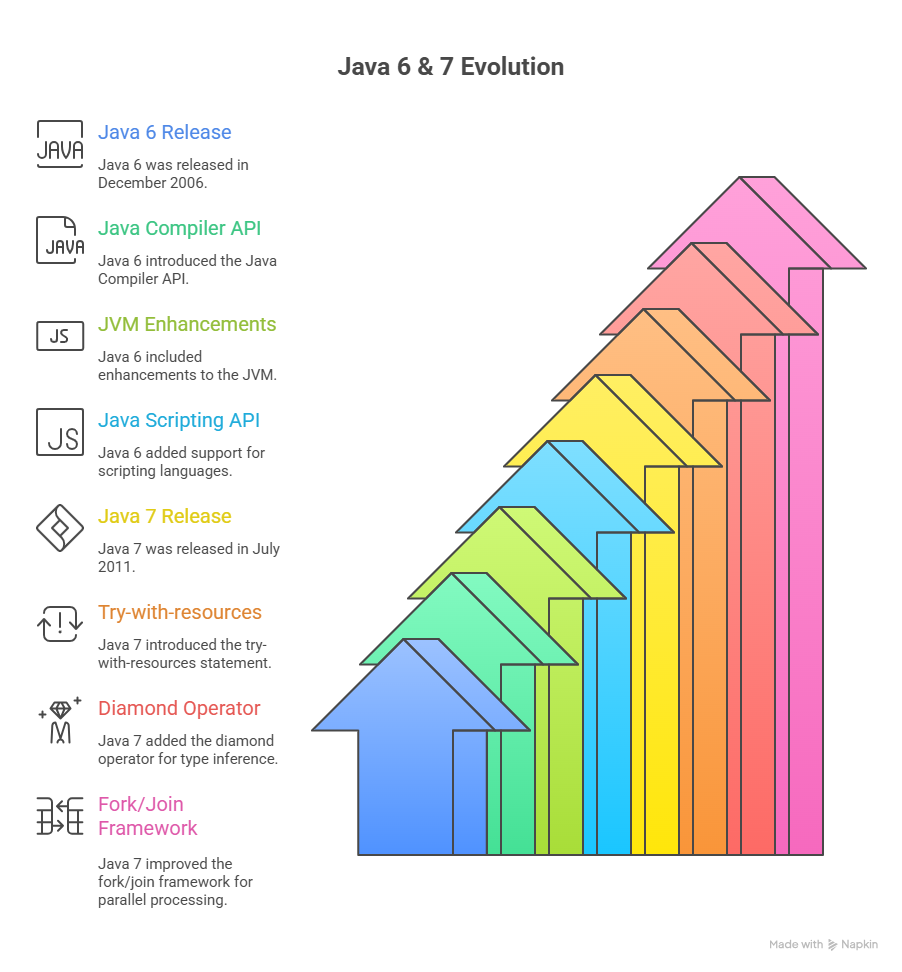 Java 6 & 7 Evolution
JAVA
Java 6 Release
Java 6 was released in
December 2006.
JAVA
Java Compiler API
Java 6 introduced the Java
Compiler API.
JS
JVM Enhancements
Java 6 included
enhancements to the JVM.
JS
Java Scripting API
Java 6 added support for
scripting languages.
Java 7 Release
Java 7 was released in July
2011.
!
Try-with-resources
Java 7 introduced the try-
with-resources statement.
Diamond Operator
Java 7 added the diamond
operator for type inference.
Fork/Join
Framework
Java 7 improved the
fork/join framework for
parallel processing.
Made with Napkin